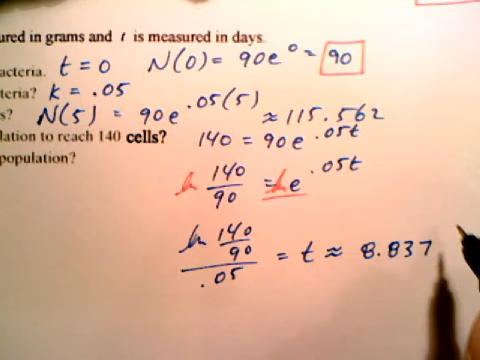 ured in grams and t is measured in days.
acteria. t = 0 N(0) = 90e⁰ = 90
teria? k = .05
s? N(5) = 90e^.05(5) ≈ 115.562
lation to reach 140 cells? 140 = 90e^.05t
population?
ln 140/90 = ln e^.05t
ln 140/90 / .05 = t ≈ 8.837